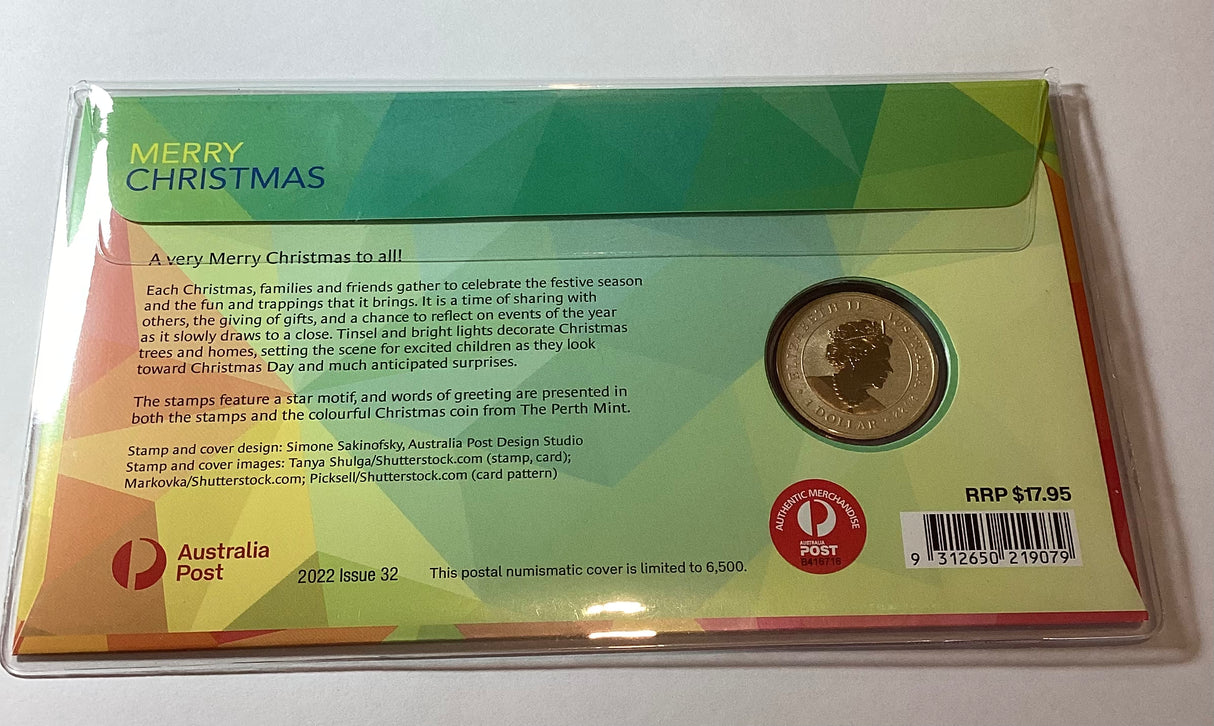 MERRY
CHRISTMAS
A very Merry Christmas to all!
Each Christmas, families and friends gather to celebrate the festive season
and the fun and trappings that it brings. It is a time of sharing with
others, the giving of gifts, and a chance to reflect on events of the year
as it slowly draws to a close. Tinsel and bright lights decorate Christmas
trees and homes, setting the scene for excited children as they look
toward Christmas Day and much anticipated surprises.
The stamps feature a star motif, and words of greeting are presented in
both the stamps and the colourful Christmas coin from The Perth Mint.
Stamp and cover design: Simone Sakinofsky, Australia Post Design Studio
Stamp and cover images: Tanya Shulga/Shutterstock.com (stamp, card);
Markovka/Shutterstock.com; Picksell/Shutterstock.com (card pattern)
ELIZABETH II AUSTRALIA
1 DOLLAR
AUTHENTIC MERCHANDISE
AUSTRALIA
POST
B416716
RRP $17.95
9 312650 219079
Australia
Post
2022 Issue 32
This postal numismatic cover is limited to 6,500.